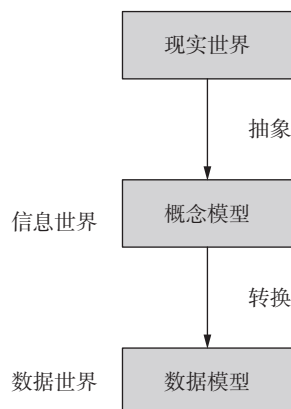 现实世界
抽象
信息世界
概念模型
转换
数据世界
数据模型